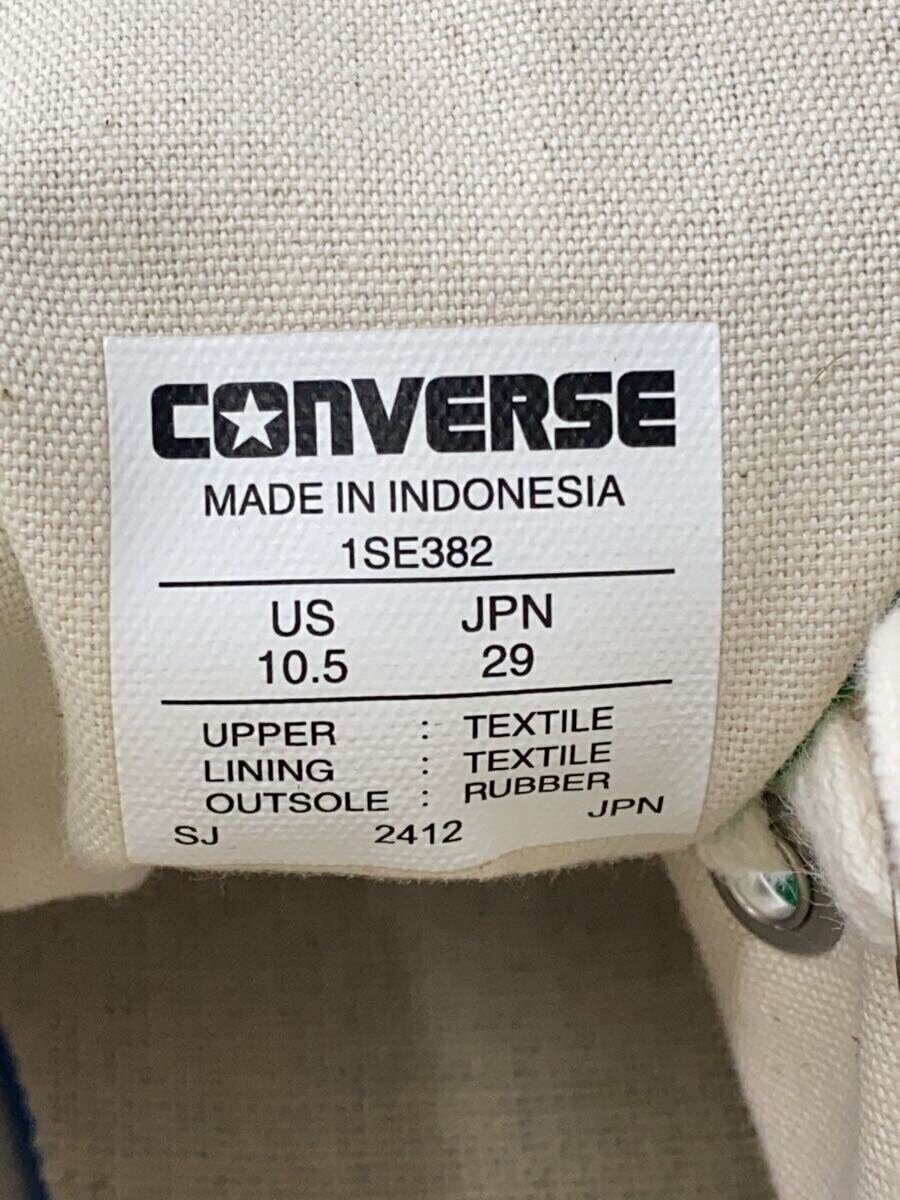 CONVERSE
MADE IN INDONESIA
1SE382
US JPN
10.5 29
UPPER : TEXTILE
LINING : TEXTILE
OUTSOLE : RUBBER
JPN
SJ 2412